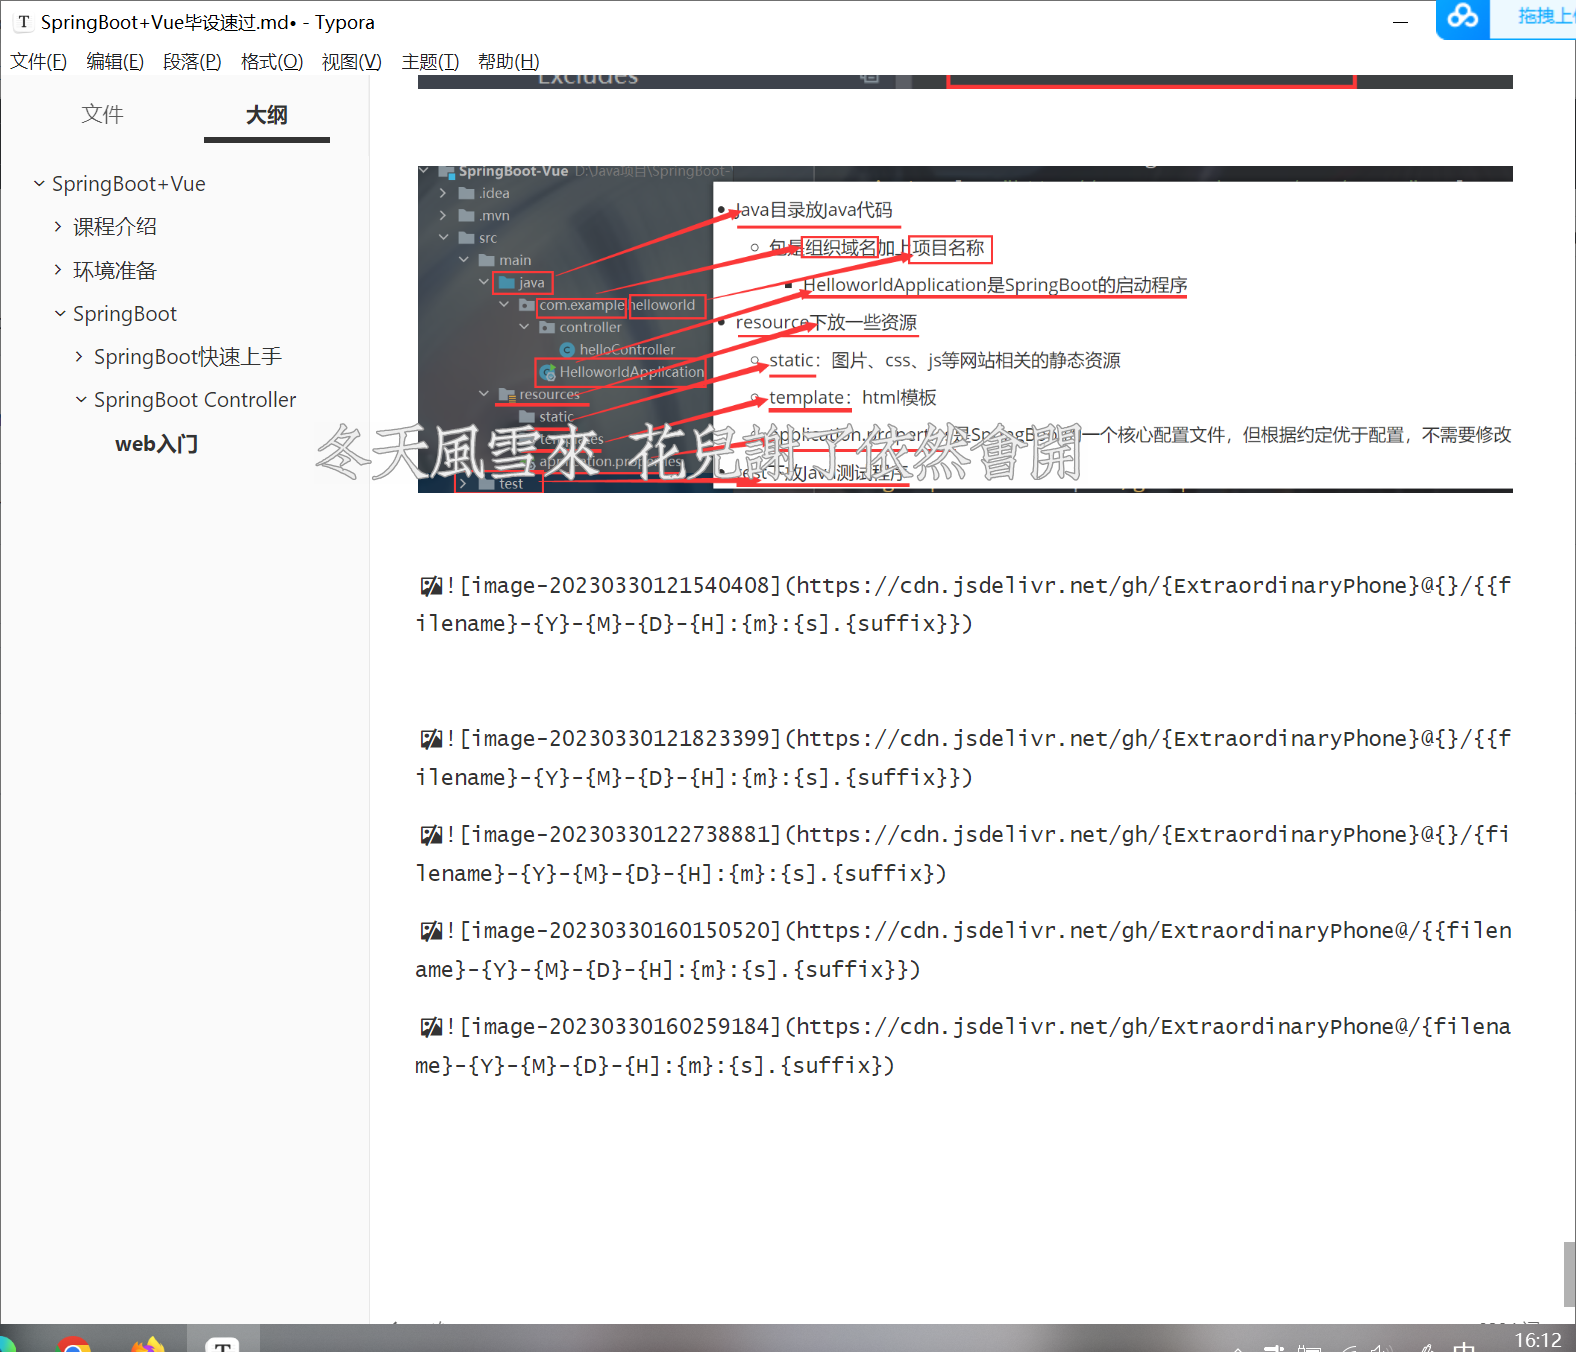 SpringBoot+Vue毕设速过.md• - Typora
拖拽上
文件(F) 编辑(E) 段落(P) 格式(O) 视图(V) 主题(T) 帮助(H)
文件 大纲
SpringBoot+Vue
课程介绍
环境准备
SpringBoot
SpringBoot快速上手
SpringBoot Controller
web入门
Excludes
SpringBoot-Vue D:\Java项目\SpringBoot-
.idea
.mvn
src
main
java
com.example.helloworld
controller
helloController
HelloworldApplication
resources
static
templates
application.properties
test
Java目录放Java代码
包是组织域名加上项目名称
HelloworldApplication是SpringBoot的启动程序
resource下放一些资源
static：图片、css、js等网站相关的静态资源
template：html模板
application.properties是SpringBoot的一个核心配置文件，但根据约定优于配置，不需要修改
test下放Java测试程序
冬天風雪來 花兒謝了依然會開
![image-20230330121540408](https://cdn.jsdelivr.net/gh/{ExtraordinaryPhone}@{}/{{f
ilename}-{Y}-{M}-{D}-{H]:{m}:{s].{suffix}})
![image-20230330121823399](https://cdn.jsdelivr.net/gh/{ExtraordinaryPhone}@{}/{{f
ilename}-{Y}-{M}-{D}-{H]:{m}:{s].{suffix}})
![image-20230330122738881](https://cdn.jsdelivr.net/gh/{ExtraordinaryPhone}@{}/{fi
lename}-{Y}-{M}-{D}-{H]:{m}:{s].{suffix})
![image-20230330160150520](https://cdn.jsdelivr.net/gh/ExtraordinaryPhone@/{{filen
ame}-{Y}-{M}-{D}-{H]:{m}:{s].{suffix}})
![image-20230330160259184](https://cdn.jsdelivr.net/gh/ExtraordinaryPhone@/{filena
me}-{Y}-{M}-{D}-{H]:{m}:{s].{suffix})
16:12